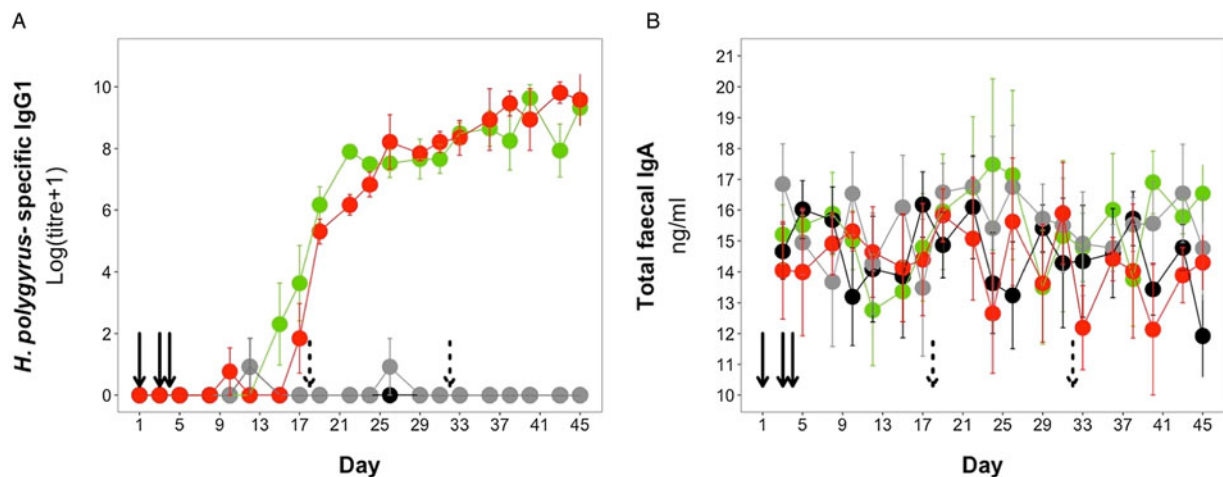 A
H. polygyrus- specific IgG1
Log(titre+1)
10
8
6
4
2
0
1 5 9 13 17 21 25 29 33 37 41 45
Day
B
Total faecal IgA
ng/ml
21
20
19
18
17
16
15
14
13
12
11
10
1 5 9 13 17 21 25 29 33 37 41 45
Day